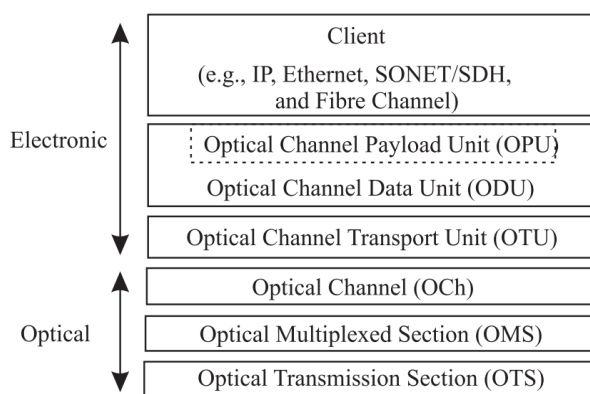 Client
(e.g., IP, Ethernet, SONET/SDH,
and Fibre Channel)
Electronic
Optical Channel Payload Unit (OPU)
Optical Channel Data Unit (ODU)
Optical Channel Transport Unit (OTU)
Optical Channel (OCh)
Optical
Optical Multiplexed Section (OMS)
Optical Transmission Section (OTS)